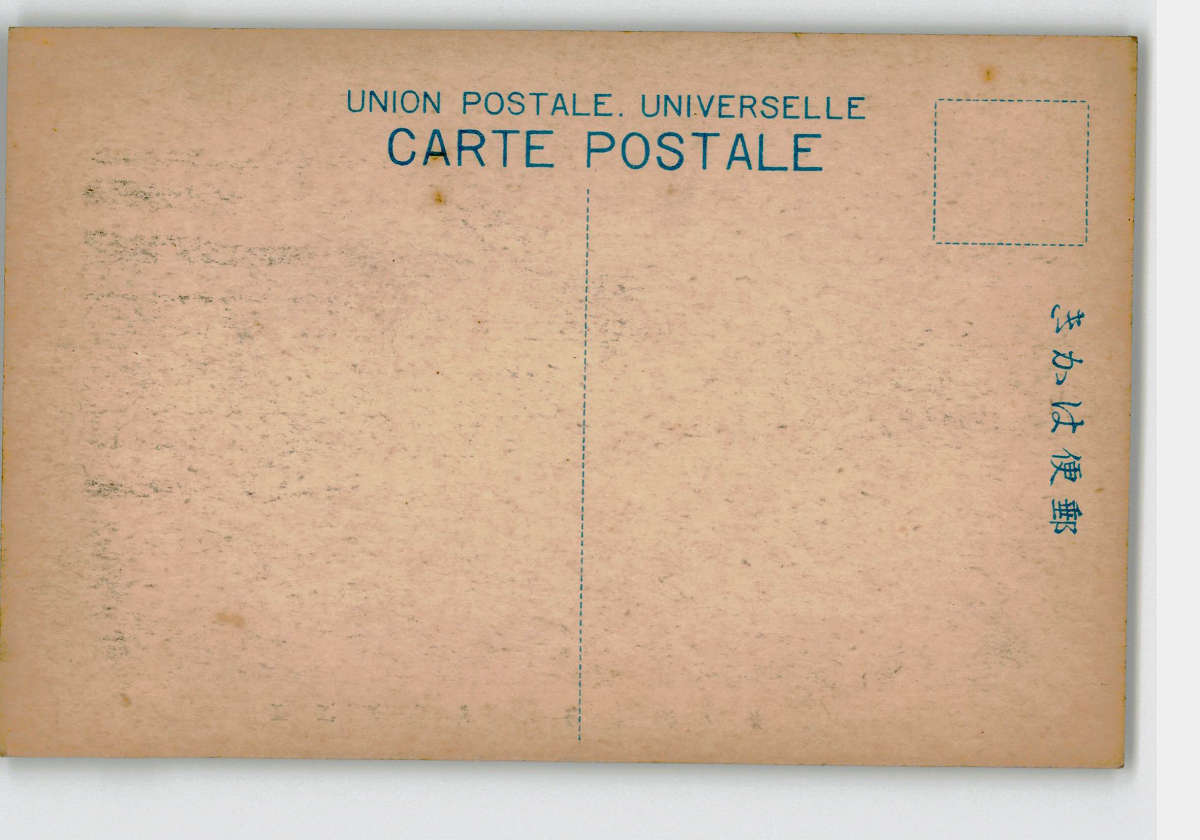 UNION POSTALE. UNIVERSELLE
CARTE POSTALE
郵便はかき